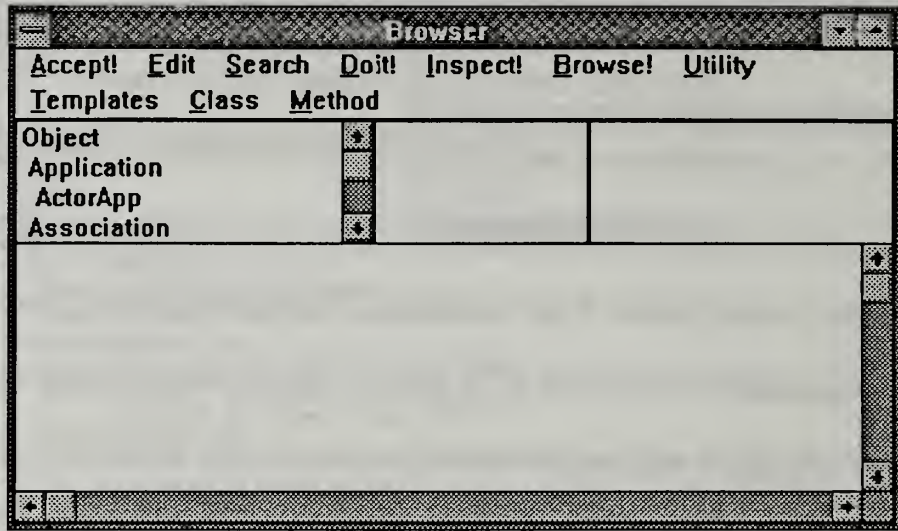 Browser
Accept! Edit Search Doit! Inspect! Browse! Utility
Templates Class Method
Object
Application
ActorApp
Association